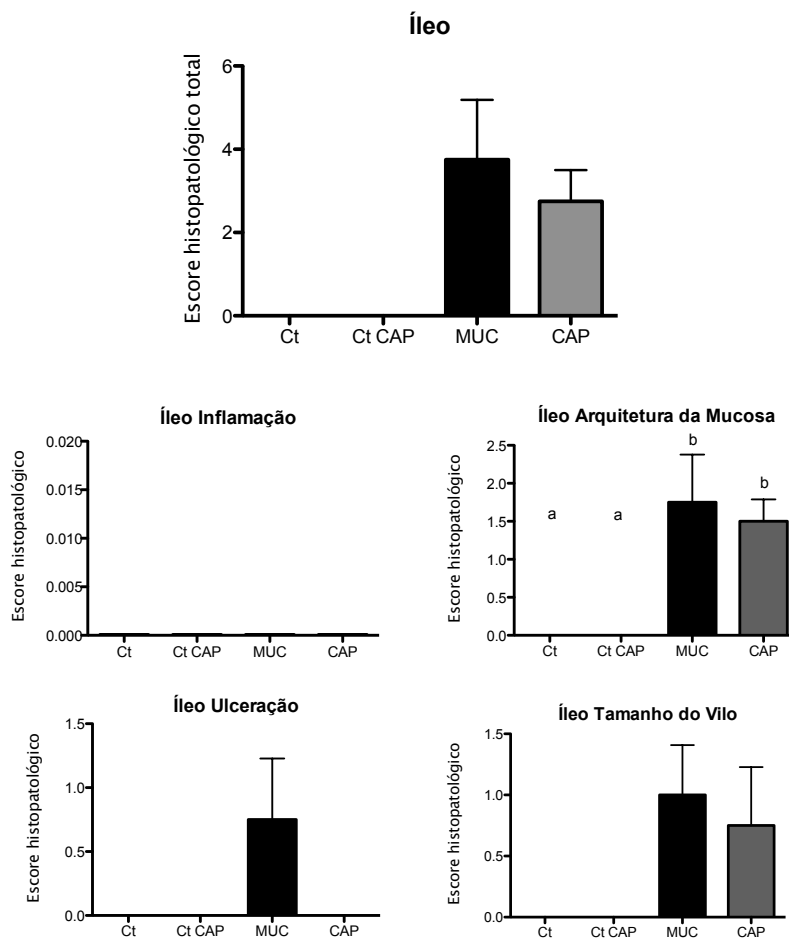 Íleo
Escore histopatológico total
6
4
2
0
Ct Ct CAP MUC CAP
Íleo Inflamação
Escore histopatológico
0.020
0.015
0.010
0.005
0.000
Ct Ct CAP MUC CAP
Íleo Arquitetura da Mucosa
Escore histopatológico
2.5
2.0
1.5
1.0
0.5
0.0
a a b b
Ct Ct CAP MUC CAP
Íleo Ulceração
Escore histopatológico
1.5
1.0
0.5
0.0
Ct Ct CAP MUC CAP
Íleo Tamanho do Vilo
Escore histopatológico
1.5
1.0
0.5
0.0
Ct Ct CAP MUC CAP